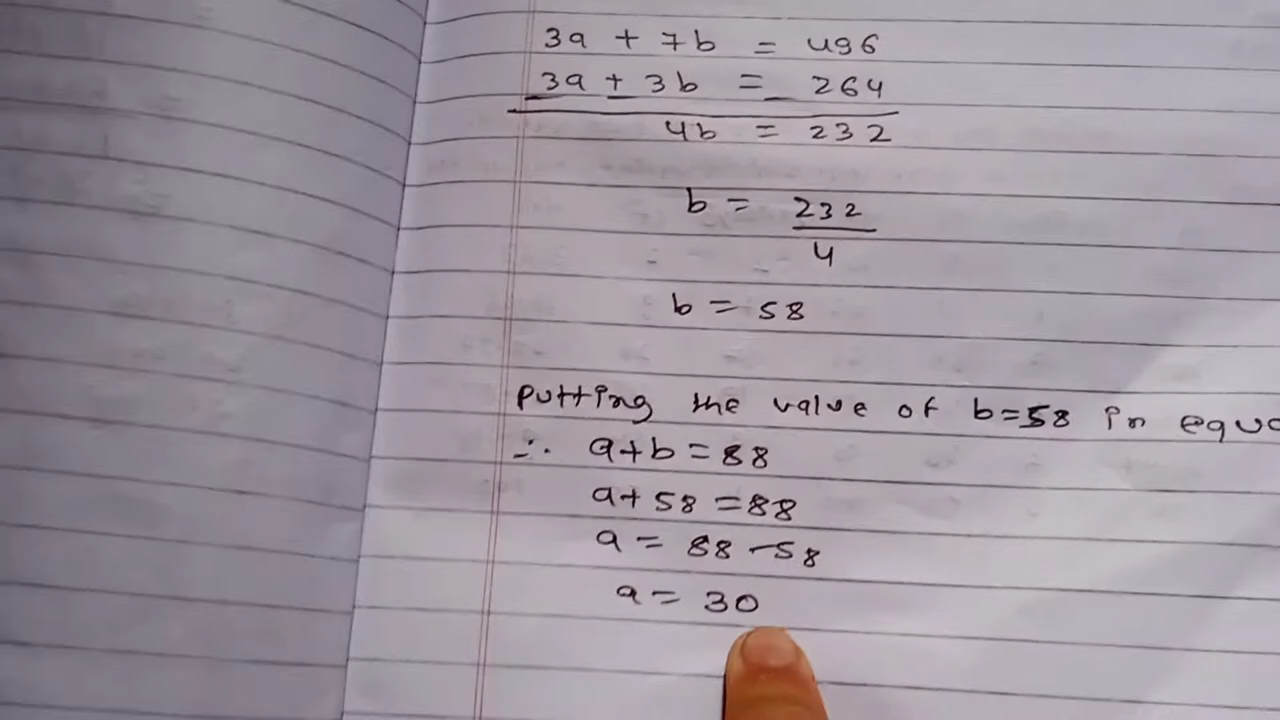 3a + 7b = 496
3a + 3b = 264
4b = 232
b = 232
4
b = 58
putting the value of b=58 in
∴ a+b=88
a+58=88
a= 88-58
a= 30